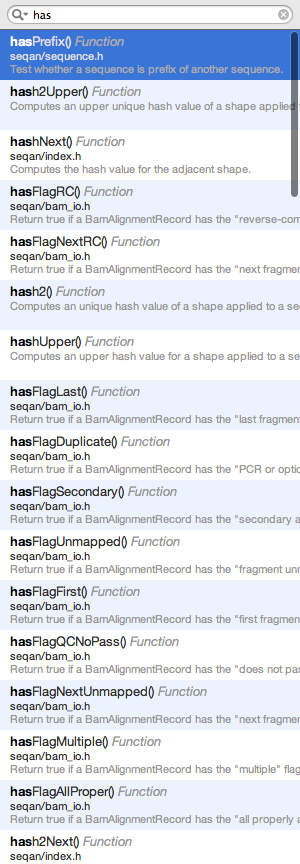 has
hasPrefix() Function
seqan/sequence.h
Test whether a sequence is prefix of another sequence.
hash2Upper() Function
Computes an upper unique hash value of a shape applied
hashNext() Function
seqan/index.h
Computes the hash value for the adjacent shape.
hasFlagRC() Function
seqan/bam_io.h
Return true if a BamAlignmentRecord has the "reverse-com
hasFlagNextRC() Function
seqan/bam_io.h
Return true if a BamAlignmentRecord has the "next fragme
hash2() Function
Computes an unique hash value of a shape applied to a se
hashUpper() Function
Computes an upper hash value for a shape applied to a se
hasFlagLast() Function
seqan/bam_io.h
Return true if a BamAlignmentRecord has the "last fragment
hasFlagDuplicate() Function
seqan/bam_io.h
Return true if a BamAlignmentRecord has the "PCR or optic
hasFlagSecondary() Function
seqan/bam_io.h
Return true if a BamAlignmentRecord has the "secondary a
hasFlagUnmapped() Function
seqan/bam_io.h
Return true if a BamAlignmentRecord has the "fragment unm
hasFlagFirst() Function
seqan/bam_io.h
Return true if a BamAlignmentRecord has the "first fragmen
hasFlagQCNoPass() Function
seqan/bam_io.h
Return true if a BamAlignmentRecord has the "does not pas
hasFlagNextUnmapped() Function
seqan/bam_io.h
Return true if a BamAlignmentRecord has the "next fragme
hasFlagMultiple() Function
seqan/bam_io.h
Return true if a BamAlignmentRecord has the "multiple" flag
hasFlagAllProper() Function
seqan/bam_io.h
Return true if a BamAlignmentRecord has the "all properly a
hash2Next() Function
seqan/index.h